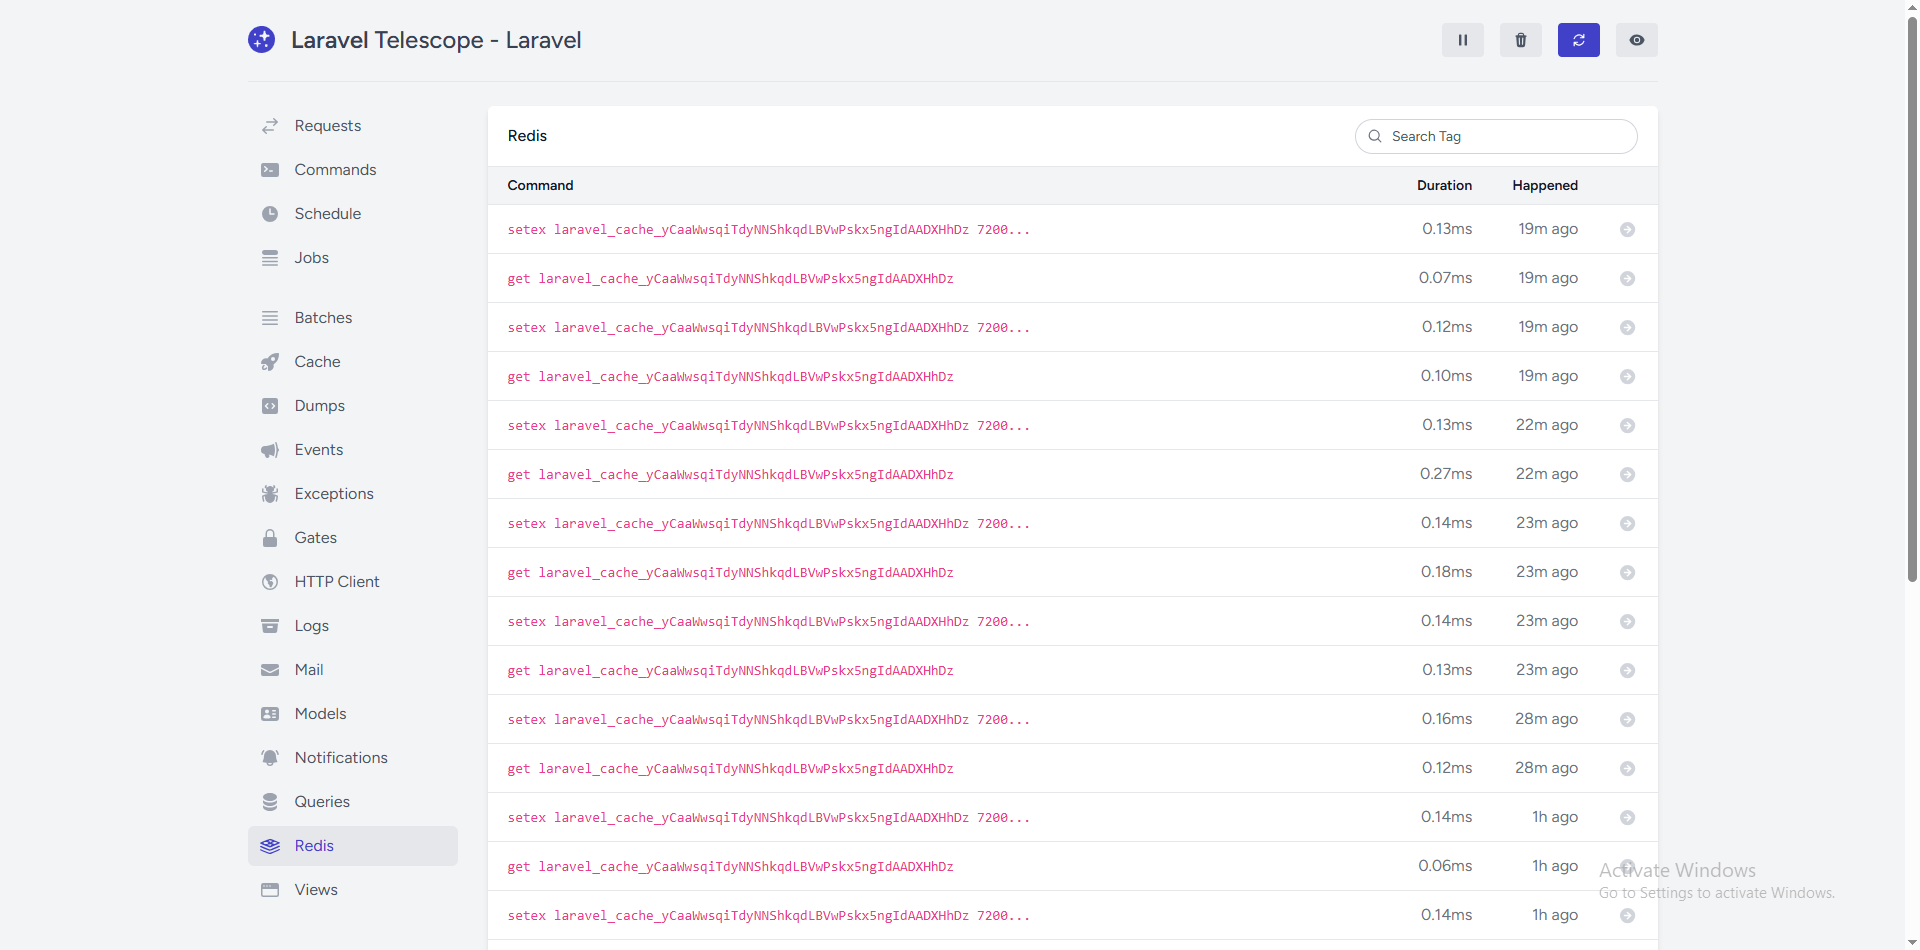 Laravel Telescope - Laravel
Requests
Commands
Schedule
Jobs
Batches
Cache
Dumps
Events
Exceptions
Gates
HTTP Client
Logs
Mail
Models
Notifications
Queries
Redis
Views
Redis
Search Tag
Command Duration Happened
setex laravel_cache_yCaaWwsqiTdyNNShkqdLBVwPskx5ngIdAADXHhDz 7200... 0.13ms 19m ago
get laravel_cache_yCaaWwsqiTdyNNShkqdLBVwPskx5ngIdAADXHhDz 0.07ms 19m ago
setex laravel_cache_yCaaWwsqiTdyNNShkqdLBVwPskx5ngIdAADXHhDz 7200... 0.12ms 19m ago
get laravel_cache_yCaaWwsqiTdyNNShkqdLBVwPskx5ngIdAADXHhDz 0.10ms 19m ago
setex laravel_cache_yCaaWwsqiTdyNNShkqdLBVwPskx5ngIdAADXHhDz 7200... 0.13ms 22m ago
get laravel_cache_yCaaWwsqiTdyNNShkqdLBVwPskx5ngIdAADXHhDz 0.27ms 22m ago
setex laravel_cache_yCaaWwsqiTdyNNShkqdLBVwPskx5ngIdAADXHhDz 7200... 0.14ms 23m ago
get laravel_cache_yCaaWwsqiTdyNNShkqdLBVwPskx5ngIdAADXHhDz 0.18ms 23m ago
setex laravel_cache_yCaaWwsqiTdyNNShkqdLBVwPskx5ngIdAADXHhDz 7200... 0.14ms 23m ago
get laravel_cache_yCaaWwsqiTdyNNShkqdLBVwPskx5ngIdAADXHhDz 0.13ms 23m ago
setex laravel_cache_yCaaWwsqiTdyNNShkqdLBVwPskx5ngIdAADXHhDz 7200... 0.16ms 28m ago
get laravel_cache_yCaaWwsqiTdyNNShkqdLBVwPskx5ngIdAADXHhDz 0.12ms 28m ago
setex laravel_cache_yCaaWwsqiTdyNNShkqdLBVwPskx5ngIdAADXHhDz 7200... 0.14ms 1h ago
get laravel_cache_yCaaWwsqiTdyNNShkqdLBVwPskx5ngIdAADXHhDz 0.06ms 1h ago
setex laravel_cache_yCaaWwsqiTdyNNShkqdLBVwPskx5ngIdAADXHhDz 7200... 0.14ms 1h ago
Activate Windows
Go to Settings to activate Windows.